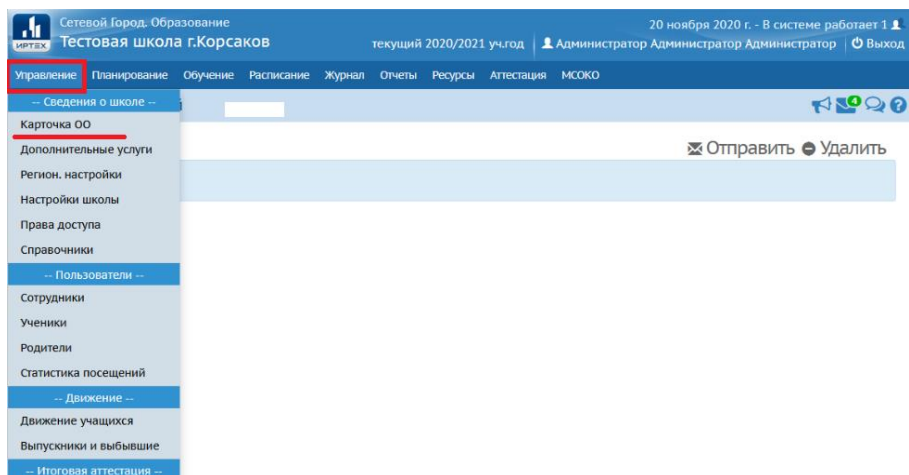 Сетевой Город. Образование
20 ноября 2020 г. - В системе работает 1
ИРТЕХ
Тестовая школа г.Корсаков
текущий 2020/2021 уч.год
Администратор Администратор Администратор
Выход
Управление Планирование Обучение Расписание Журнал Отчеты Ресурсы Аттестация МСОКО
-- Сведения о школе --
4
Карточка ОО
Дополнительные услуги
Отправить Удалить
Регион. настройки
Настройки школы
Права доступа
Справочники
-- Пользователи --
Сотрудники
Ученики
Родители
Статистика посещений
-- Движение --
Движение учащихся
Выпускники и выбывшие
-- Итоговая аттестация --